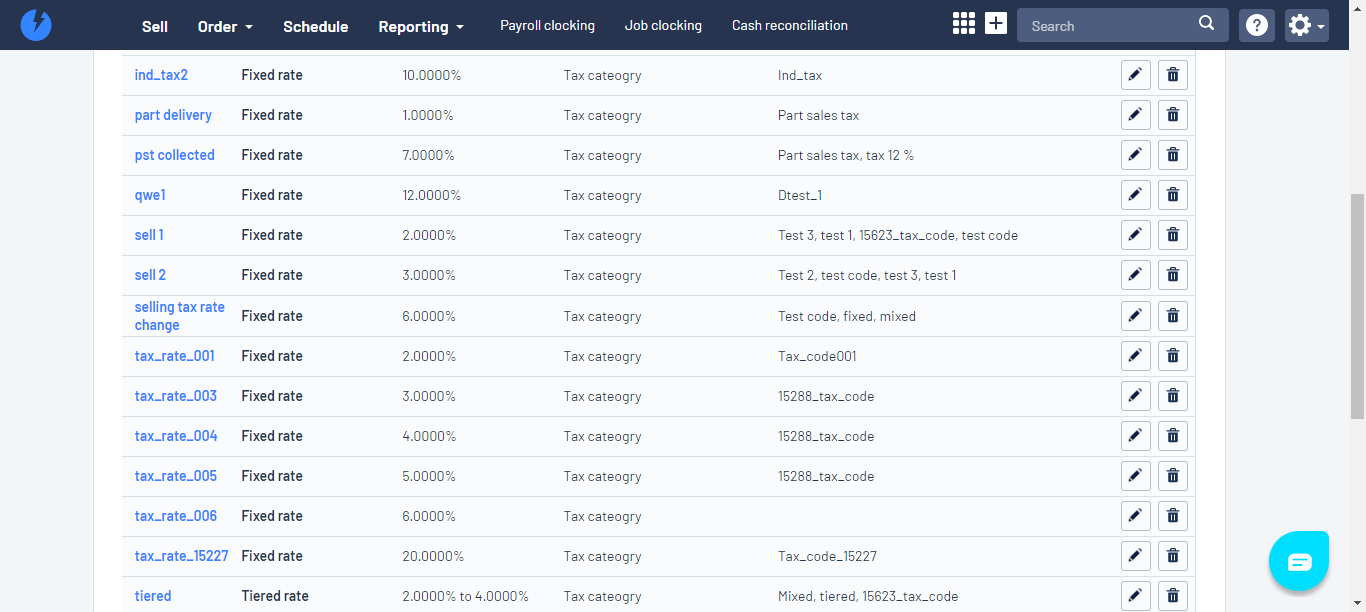 Sell Order Schedule Reporting Payroll clocking Job clocking Cash reconciliation Search
ind_tax2 Fixed rate 10.0000% Tax cateogry Ind_tax
part delivery Fixed rate 1.0000% Tax cateogry Part sales tax
pst collected Fixed rate 7.0000% Tax cateogry Part sales tax, tax 12 %
qwe1 Fixed rate 12.0000% Tax cateogry Dtest_1
sell 1 Fixed rate 2.0000% Tax cateogry Test 3, test 1, 15623_tax_code, test code
sell 2 Fixed rate 3.0000% Tax cateogry Test 2, test code, test 3, test 1
selling tax rate
change Fixed rate 6.0000% Tax cateogry Test code, fixed, mixed
tax_rate_001 Fixed rate 2.0000% Tax cateogry Tax_code001
tax_rate_003 Fixed rate 3.0000% Tax cateogry 15288_tax_code
tax_rate_004 Fixed rate 4.0000% Tax cateogry 15288_tax_code
tax_rate_005 Fixed rate 5.0000% Tax cateogry 15288_tax_code
tax_rate_006 Fixed rate 6.0000% Tax cateogry
tax_rate_15227 Fixed rate 20.0000% Tax cateogry Tax_code_15227
tiered Tiered rate 2.0000% to 4.0000% Tax cateogry Mixed, tiered, 15623_tax_code